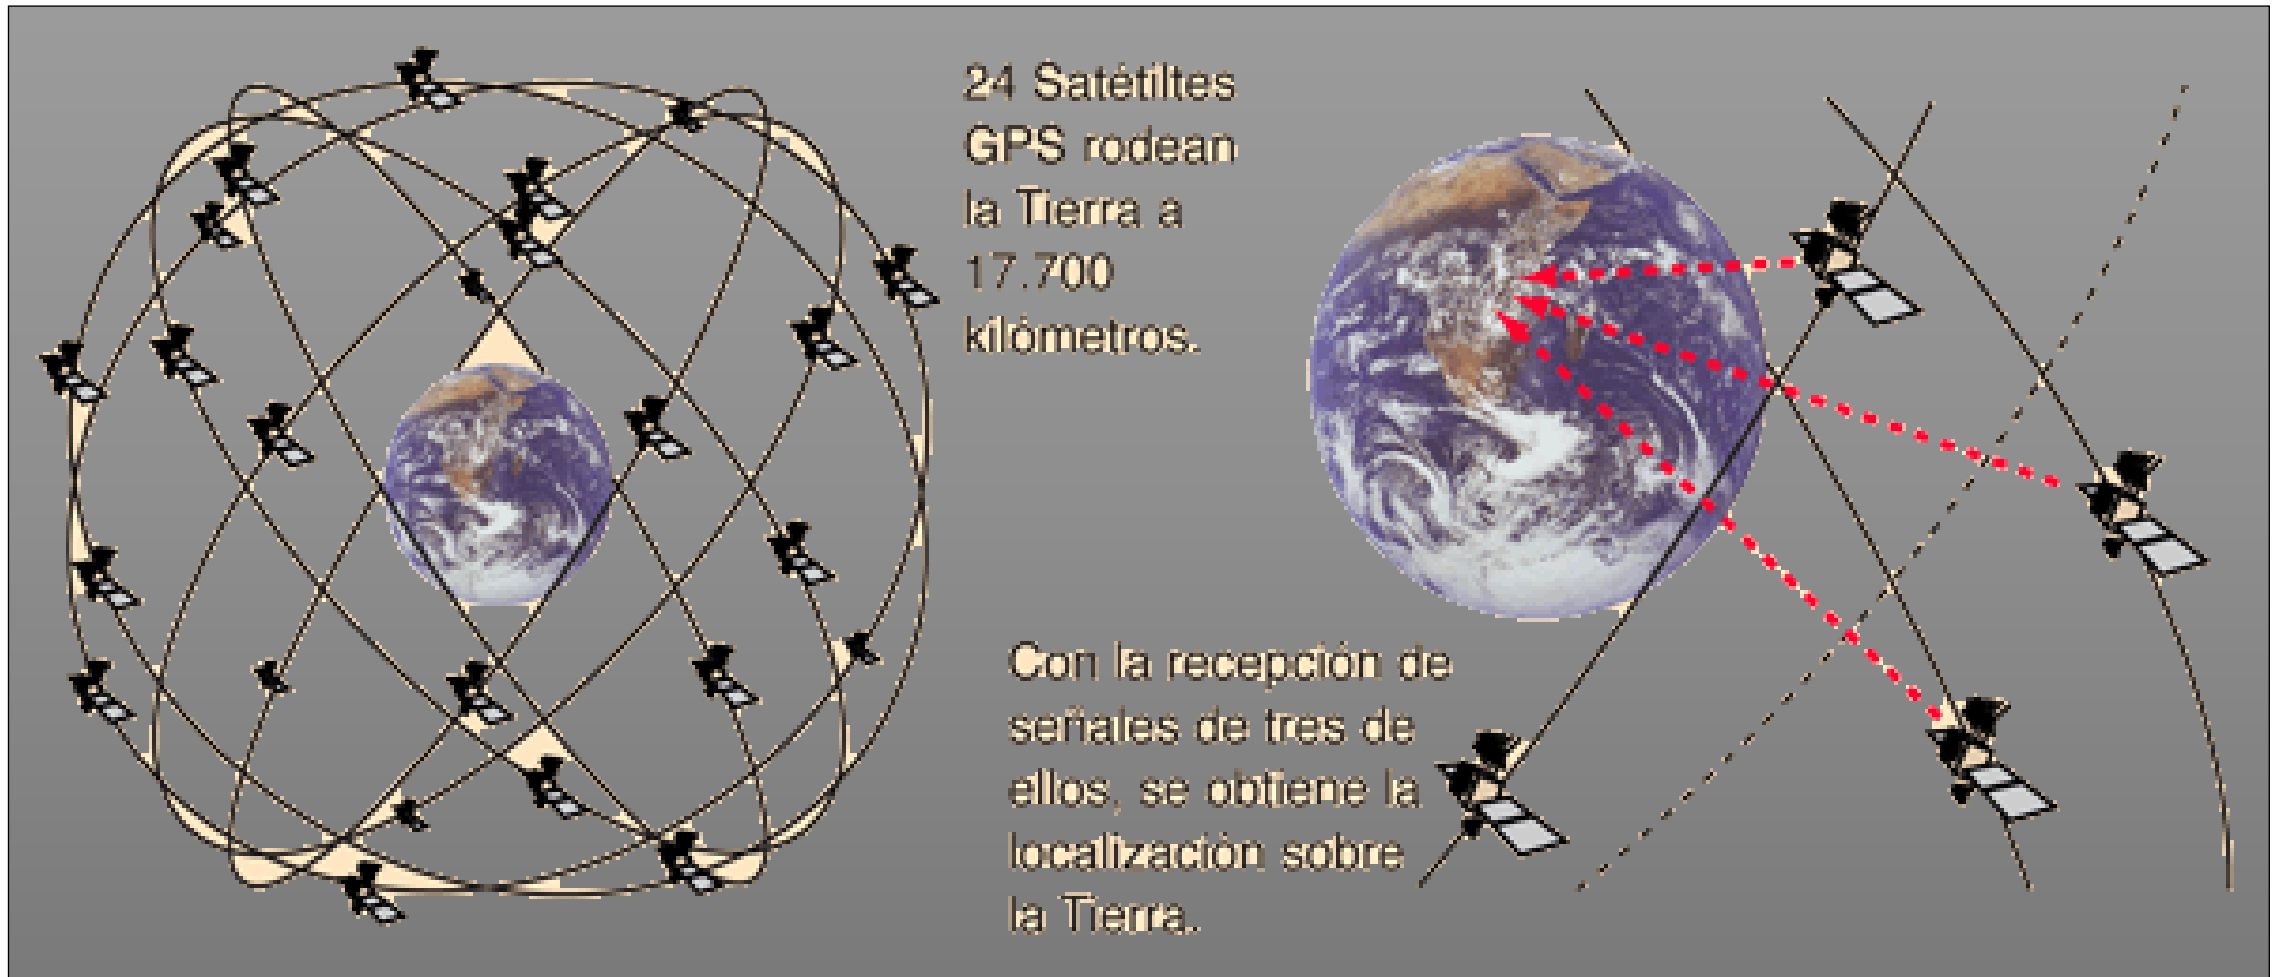 24 Satétiltes
GPS rodean
la Tierra a
17.700
kilómetros.
Con la recepción de
señales de tres de
ellos, se obtiene la
localización sobre
la Tierra.